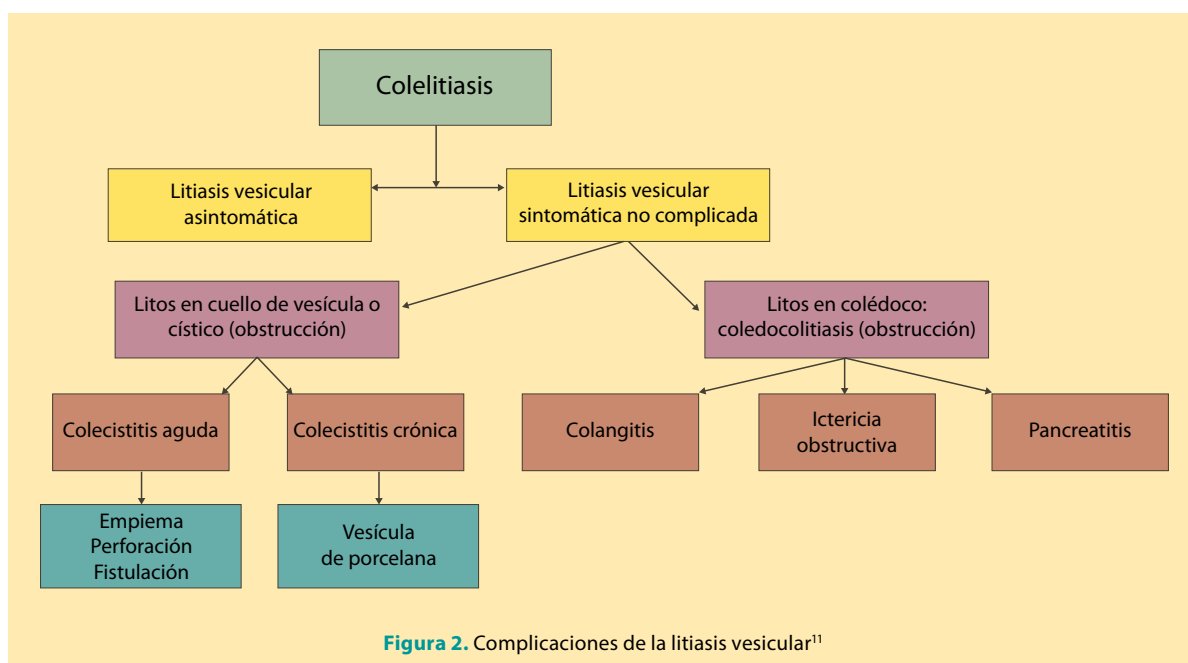 Colelitiasis
Litiasis vesicular
asintomática
Litiasis vesicular
sintomática no complicada
Litos en cuello de vesícula o
cístico (obstrucción)
Litos en colédoco:
coledocolitiasis (obstrucción)
Colecistitis aguda
Colecistitis crónica
Colangitis
Ictericia
obstructiva
Pancreatitis
Empiema
Perforación
Fistulación
Vesícula
de porcelana
Figura 2. Complicaciones de la litiasis vesicular¹¹